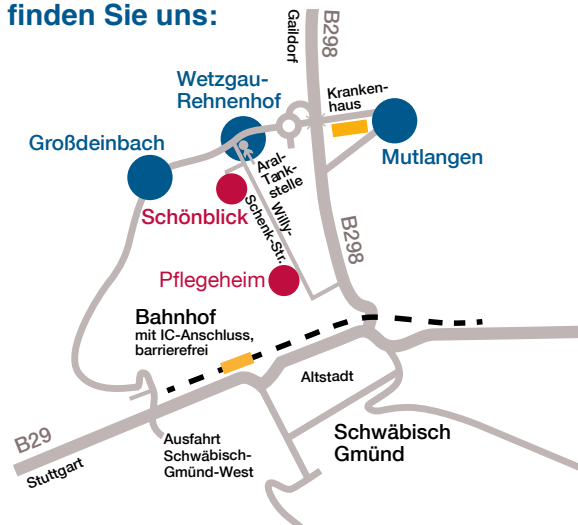 finden Sie uns:
Gaildorf
B298
Wetzgau-
Rehnenhof
Kranken-
haus
Großdeinbach
Mutlangen
Aral-
Tank-
stelle
Schönblick
Willy-
Schenk-Str.
B298
Pflegeheim
Bahnhof
mit IC-Anschluss,
barrierefrei
Altstadt
B29
Stuttgart
Ausfahrt
Schwäbisch-
Gmünd-West
Schwäbisch
Gmünd